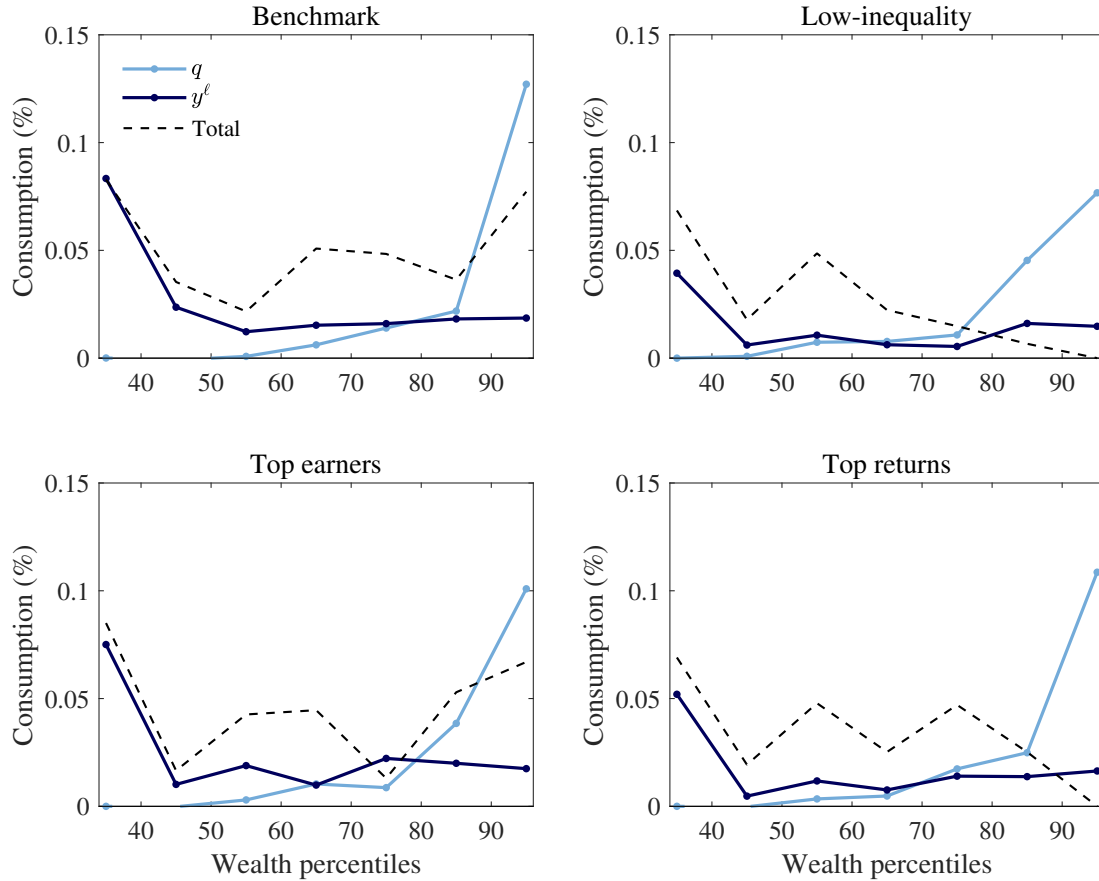 Benchmark
Low-inequality
0.15
0.1
0.05
0
Consumption (%)
q
y^ℓ
Total
40 50 60 70 80 90
0.15
0.1
0.05
0
Consumption (%)
40 50 60 70 80 90
Top earners
Top returns
0.15
0.1
0.05
0
Consumption (%)
40 50 60 70 80 90
Wealth percentiles
0.15
0.1
0.05
0
Consumption (%)
40 50 60 70 80 90
Wealth percentiles